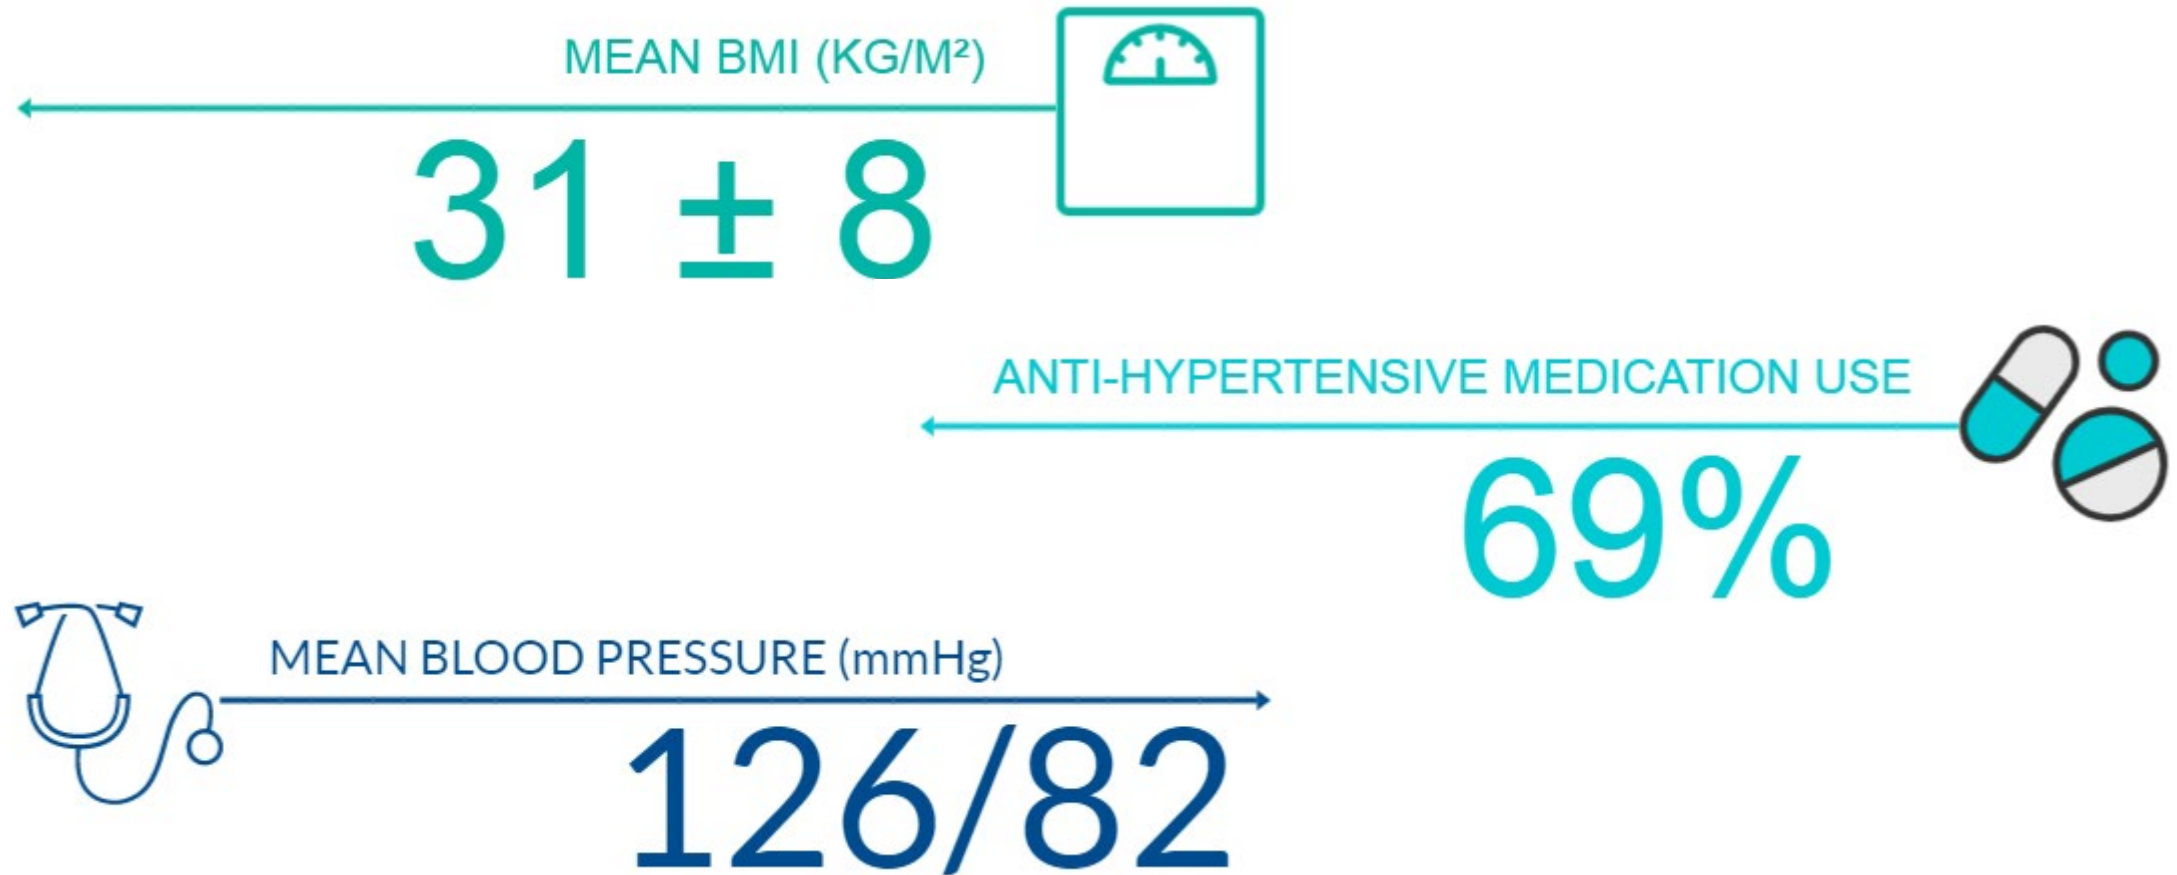 MEAN BMI (KG/M²)
31 ± 8
ANTI-HYPERTENSIVE MEDICATION USE
69%
MEAN BLOOD PRESSURE (mmHg)
126/82